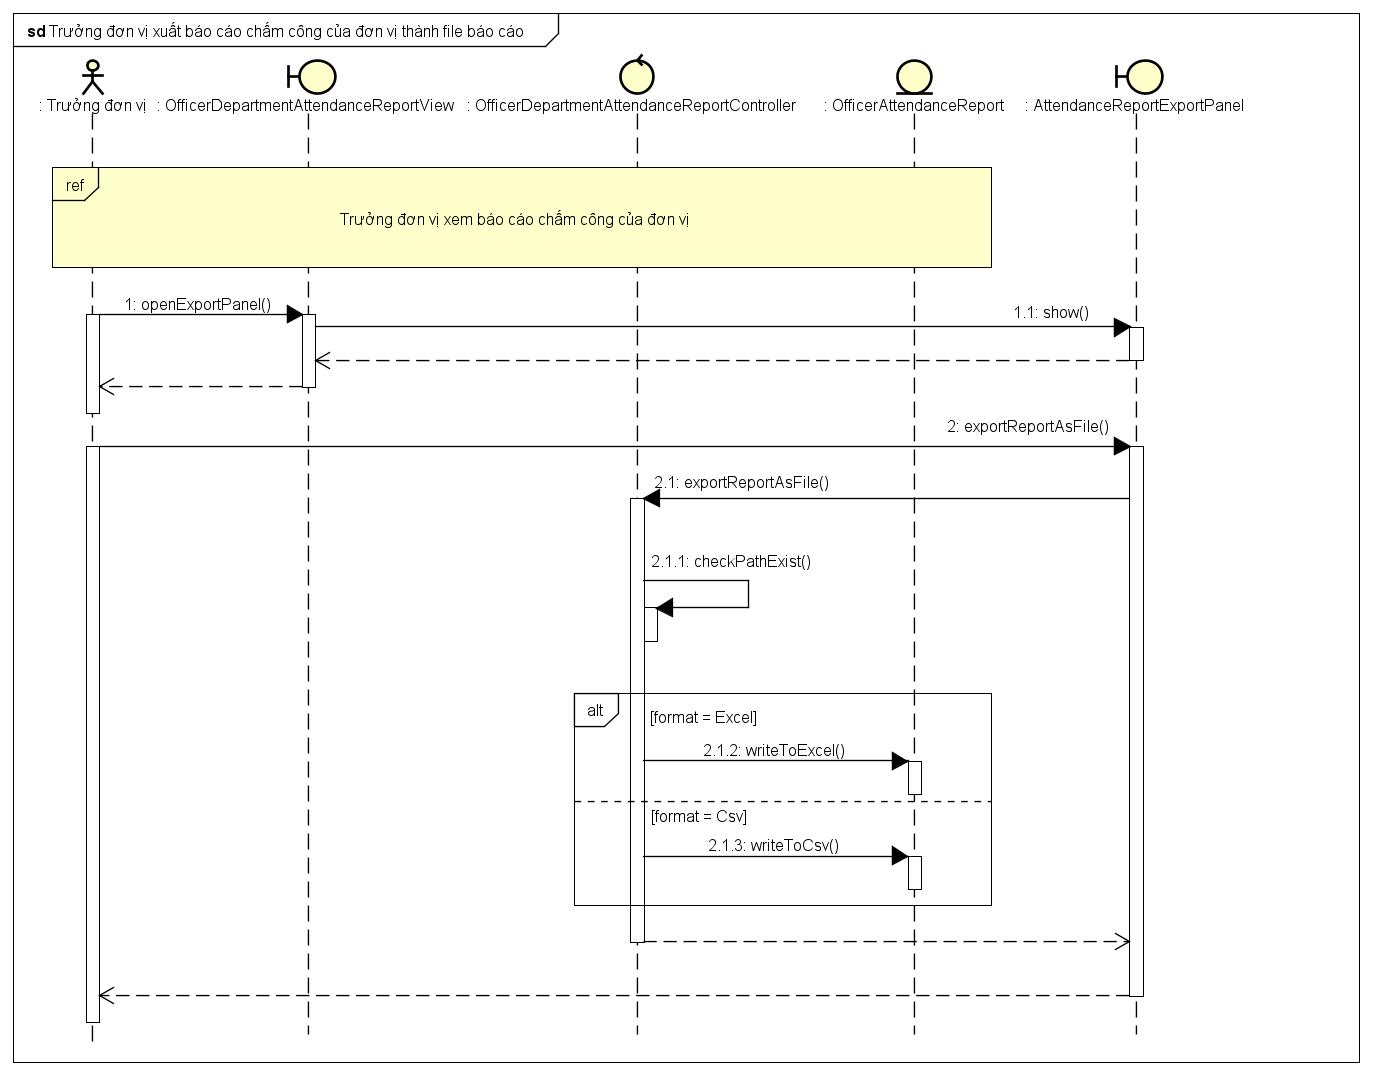 sd Trưởng đơn vị xuất báo cáo chấm công của đơn vị thành file báo cáo
: Trưởng đơn vị
: OfficerDepartmentAttendanceReportView
: OfficerDepartmentAttendanceReportController
: OfficerAttendanceReport
: AttendanceReportExportPanel
ref
Trưởng đơn vị xem báo cáo chấm công của đơn vị
1: openExportPanel()
1.1: show()
2: exportReportAsFile()
2.1: exportReportAsFile()
2.1.1: checkPathExist()
alt
[format = Excel]
2.1.2: writeToExcel()
[format = Csv]
2.1.3: writeToCsv()